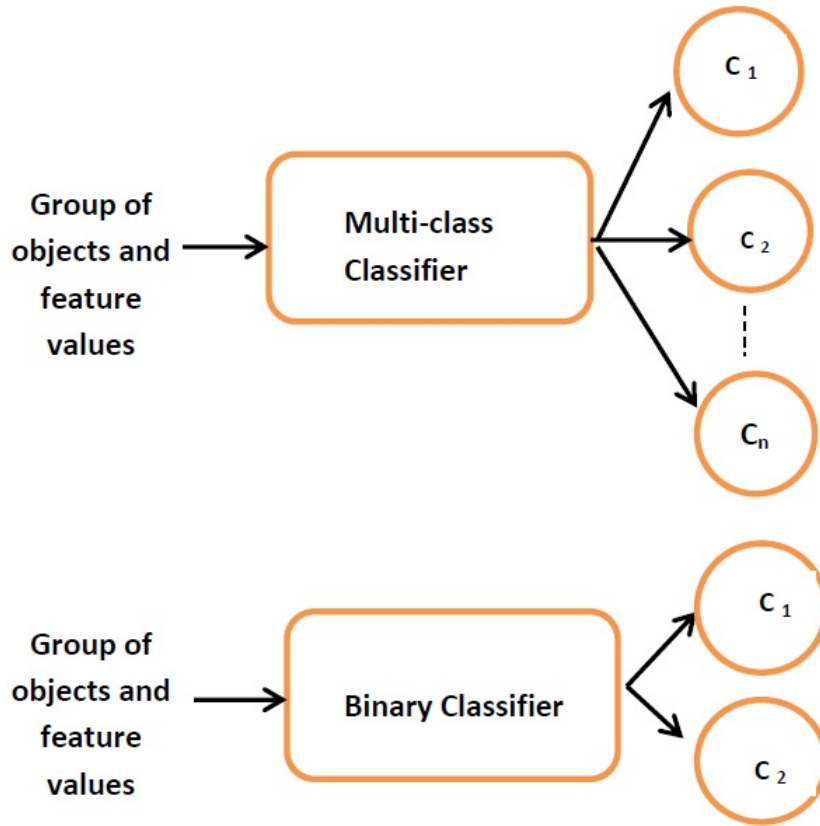 Group of
objects and
feature
values
Multi-class
Classifier
C 1
C 2
Cn
Group of
objects and
feature
values
Binary Classifier
C 1
C 2